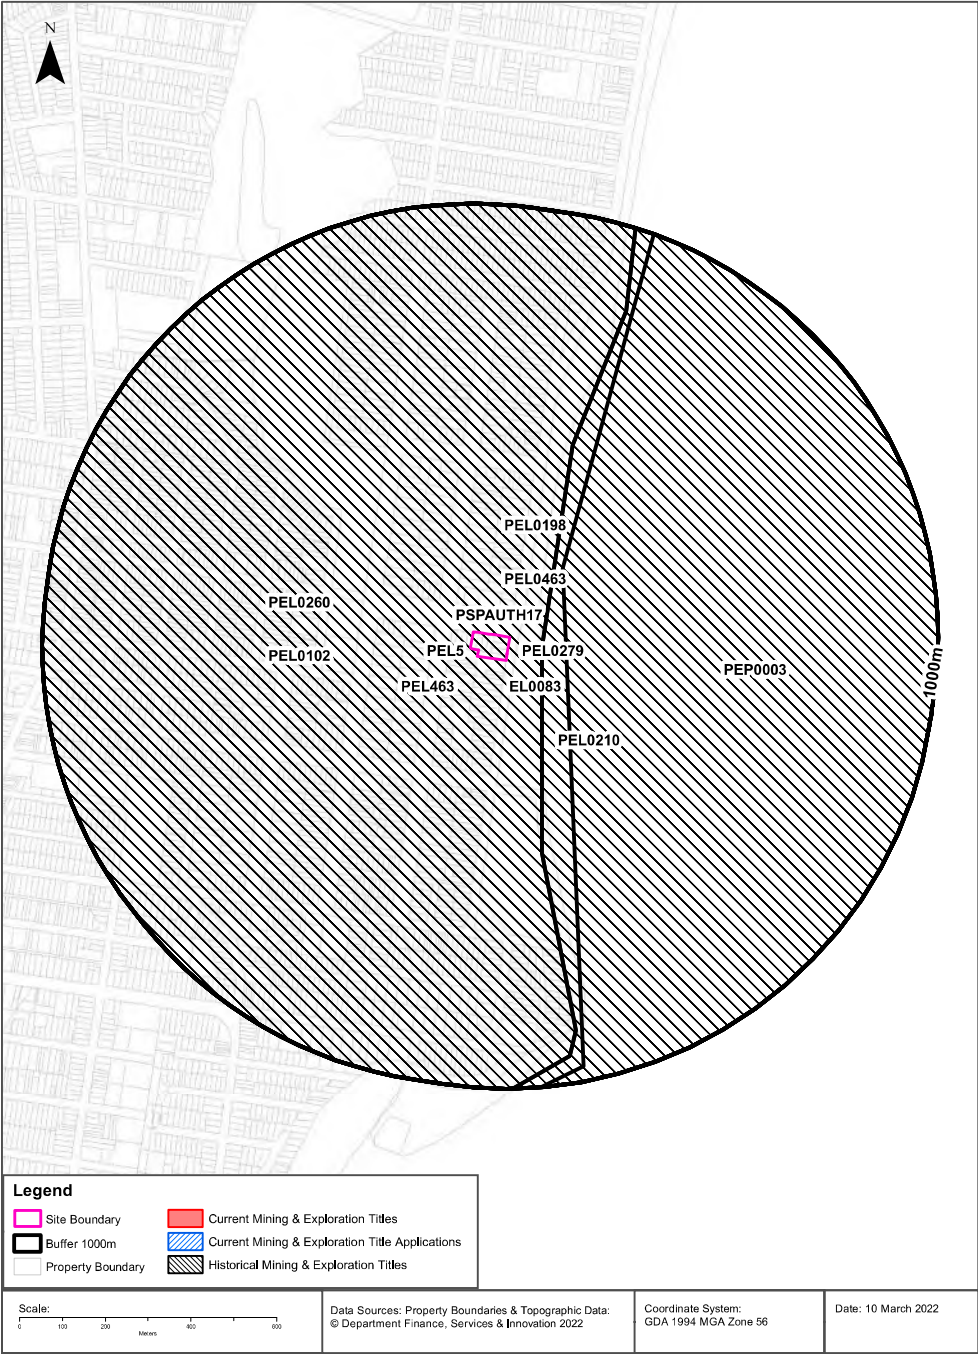 N
PEL0198
PEL0463
PEL0260
PSPAUTH17
PEL0102
PEL5
PEL0279
PEP0003
1000m
PEL463
EL0083
PEL0210
Legend
Site Boundary
Buffer 1000m
Property Boundary
Current Mining & Exploration Titles
Current Mining & Exploration Title Applications
Historical Mining & Exploration Titles
Scale:
0 100 200 400 600
Meters
Data Sources: Property Boundaries & Topographic Data:
© Department Finance, Services & Innovation 2022
Coordinate System:
GDA 1994 MGA Zone 56
Date: 10 March 2022